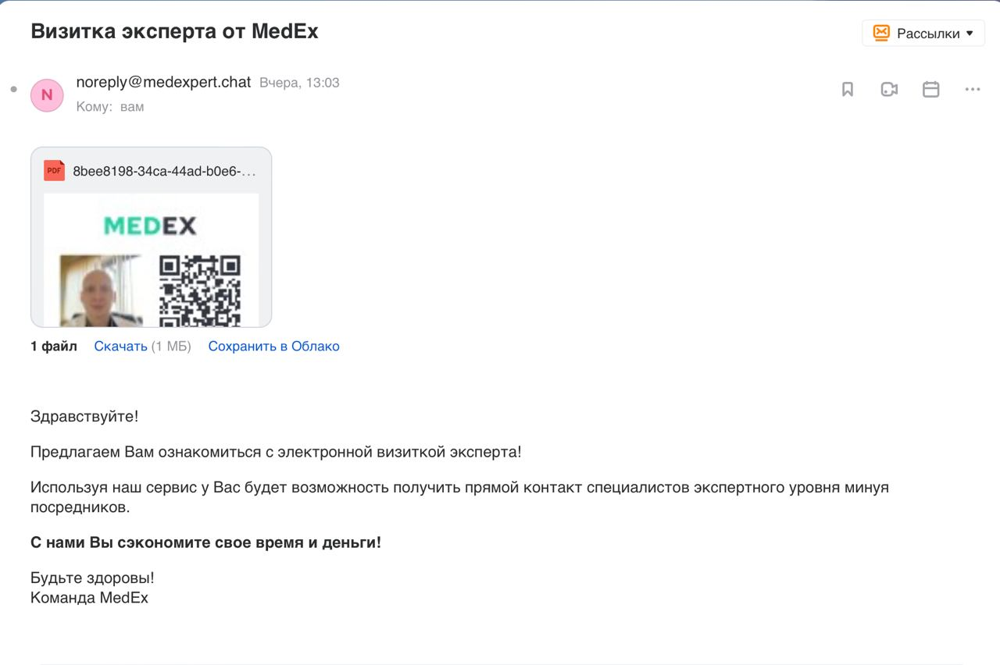 Визитка эксперта от MedEx
Рассылки
N
noreply@medexpert.chat Вчера, 13:03
Кому: вам
PDF 8bee8198-34ca-44ad-b0e6-...
MEDEX
1 файл Скачать (1 МБ) Сохранить в Облако
Здравствуйте!
Предлагаем Вам ознакомиться с электронной визиткой эксперта!
Используя наш сервис у Вас будет возможность получить прямой контакт специалистов экспертного уровня минуя
посредников.
С нами Вы сэкономите свое время и деньги!
Будьте здоровы!
Команда MedEx